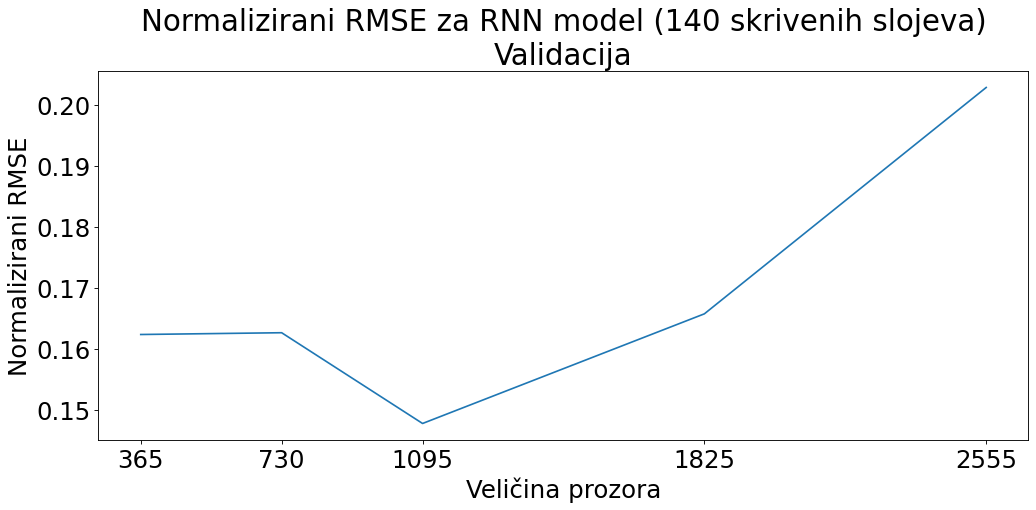 Normalizirani RMSE za RNN model (140 skrivenih slojeva)
Validacija
Normalizirani RMSE
0.20
0.19
0.18
0.17
0.16
0.15
365 730 1095 1825 2555
Veličina prozora